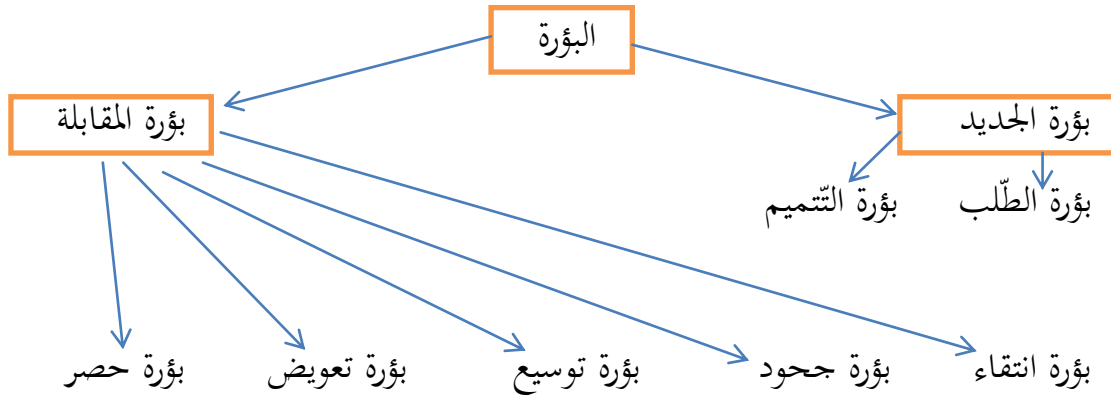 البؤرة
بؤرة الجديد
بؤرة المقابلة
بؤرة الطّلب
بؤرة التّتميم
بؤرة انتقاء
بؤرة جحود
بؤرة توسيع
بؤرة تعويض
بؤرة حصر